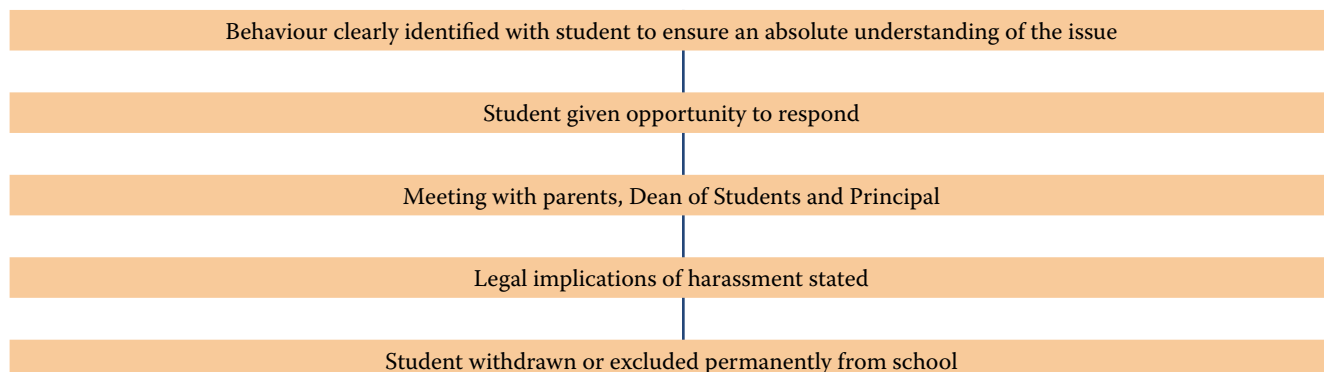 Behaviour clearly identified with student to ensure an absolute understanding of the issue
Student given opportunity to respond
Meeting with parents, Dean of Students and Principal
Legal implications of harassment stated
Student withdrawn or excluded permanently from school